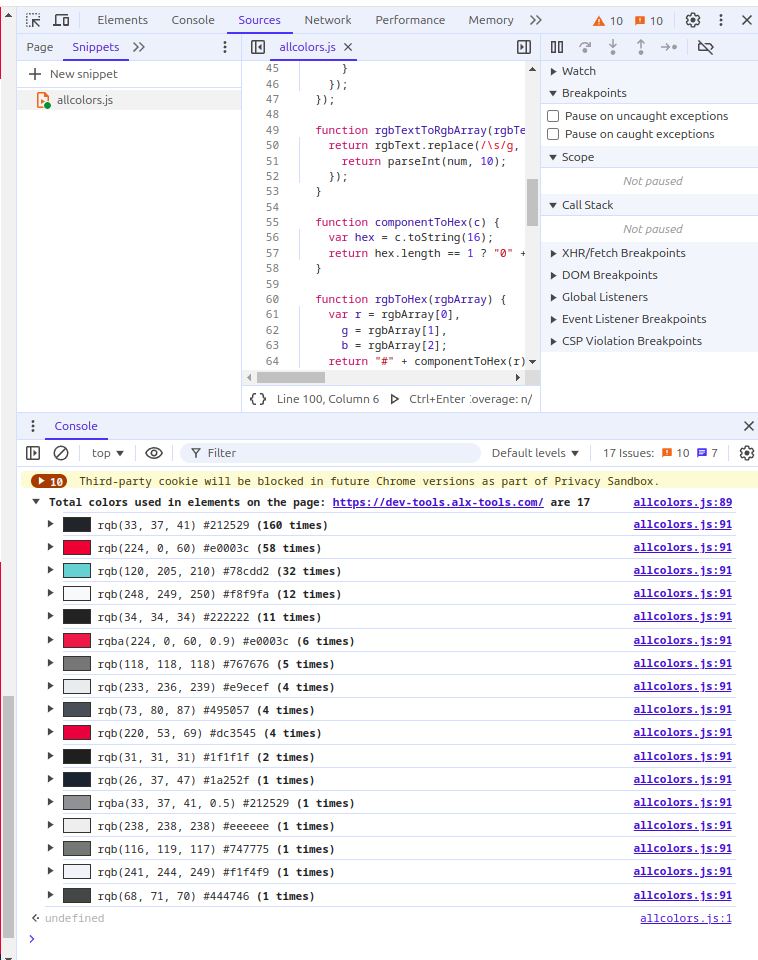 Elements Console Sources Network Performance Memory 10 10
Page Snippets
allcolors.js
New snippet
allcolors.js
45 }
46 });
47 });
48
49 function rgbTextToRgbArray(rgbTe
50 return rgbText.replace(/\s/g,
51 return parseInt(num, 10);
52 });
53 }
54
55 function componentToHex(c) {
56 var hex = c.toString(16);
57 return hex.length == 1 ? "0" +
58 }
59
60 function rgbToHex(rgbArray) {
61 var r = rgbArray[0],
62 g = rgbArray[1],
63 b = rgbArray[2];
64 return "#" + componentToHex(r)
{} Line 100, Column 6 Ctrl+Enter overage: n/
Watch
Breakpoints
Pause on uncaught exceptions
Pause on caught exceptions
Scope
Not paused
Call Stack
Not paused
XHR/fetch Breakpoints
DOM Breakpoints
Global Listeners
Event Listener Breakpoints
CSP Violation Breakpoints
Console
top Filter Default levels 17 Issues: 10 7
10 Third-party cookie will be blocked in future Chrome versions as part of Privacy Sandbox.
Total colors used in elements on the page: https://dev-tools.alx-tools.com/ are 17 allcolors.js:89
rgb(33, 37, 41) #212529 (160 times) allcolors.js:91
rgb(224, 0, 60) #e0003c (58 times) allcolors.js:91
rgb(120, 205, 210) #78cdd2 (32 times) allcolors.js:91
rgb(248, 249, 250) #f8f9fa (12 times) allcolors.js:91
rgb(34, 34, 34) #222222 (11 times) allcolors.js:91
rgba(224, 0, 60, 0.9) #e0003c (6 times) allcolors.js:91
rgb(118, 118, 118) #767676 (5 times) allcolors.js:91
rgb(233, 236, 239) #e9ecef (4 times) allcolors.js:91
rgb(73, 80, 87) #495057 (4 times) allcolors.js:91
rgb(220, 53, 69) #dc3545 (4 times) allcolors.js:91
rgb(31, 31, 31) #1f1f1f (2 times) allcolors.js:91
rgb(26, 37, 47) #1a252f (1 times) allcolors.js:91
rgba(33, 37, 41, 0.5) #212529 (1 times) allcolors.js:91
rgb(238, 238, 238) #eeeeee (1 times) allcolors.js:91
rgb(116, 119, 117) #747775 (1 times) allcolors.js:91
rgb(241, 244, 249) #f1f4f9 (1 times) allcolors.js:91
rgb(68, 71, 70) #444746 (1 times) allcolors.js:91
undefined allcolors.js:1